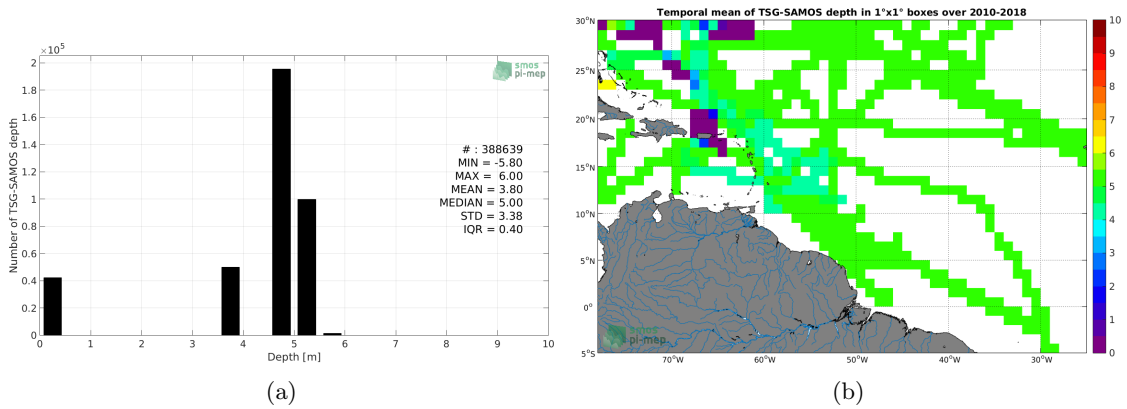 Temporal mean of TSG-SAMOS depth in 1°x1° boxes over 2010-2018
×10⁵
2
1.8
1.6
1.4
1.2
1
0.8
0.6
0.4
0.2
0
Number of TSG-SAMOS depth
smos
pi-mep
# : 388639
MIN = -5.80
MAX = 6.00
MEAN = 3.80
MEDIAN = 5.00
STD = 3.38
IQR = 0.40
0 1 2 3 4 5 6 7 8 9 10
Depth [m]
(a)
30°N
25°N
20°N
15°N
10°N
5°N
0°
5°S
70°W 60°W 50°W 40°W 30°W
smos
pi-mep
10
9
8
7
6
5
4
3
2
1
0
(b)